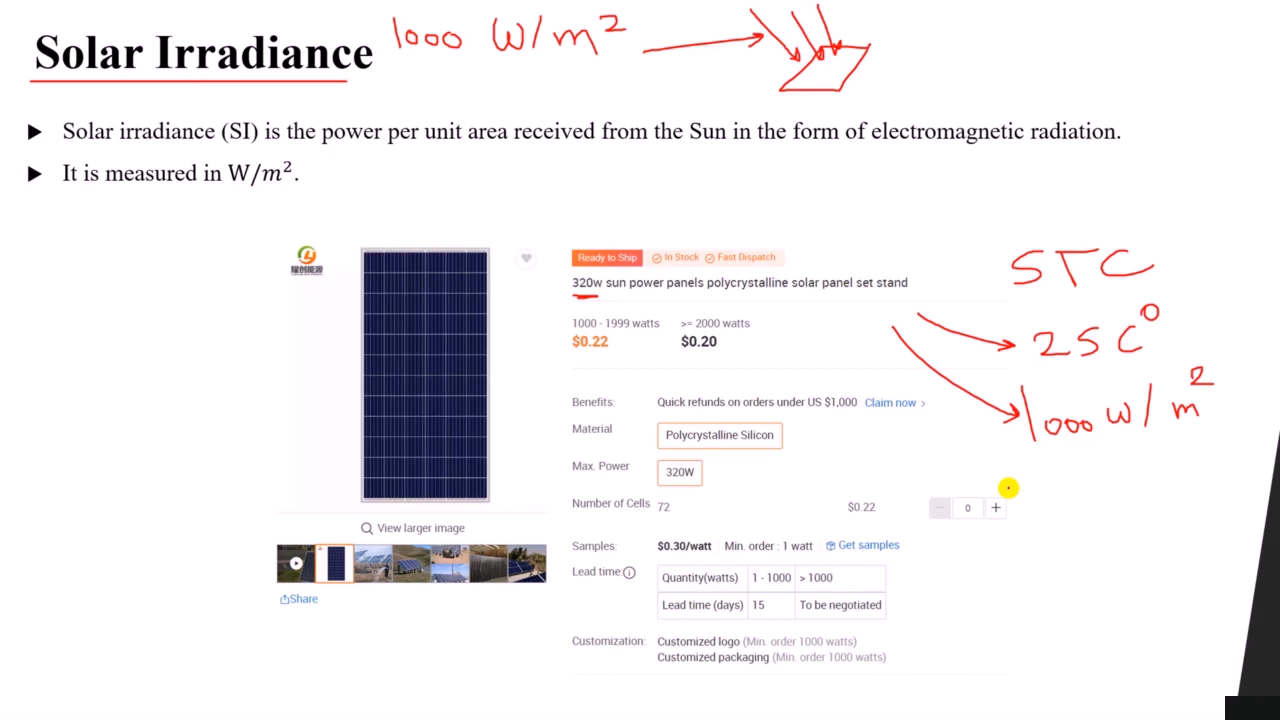 Solar Irradiance 1000 W/m²
Solar irradiance (SI) is the power per unit area received from the Sun in the form of electromagnetic radiation.
It is measured in W/m².
耀创能源
Ready to Ship In Stock Fast Dispatch
320w sun power panels polycrystalline solar panel set stand
STC
1000 - 1999 watts >= 2000 watts
$0.22 $0.20
25 C⁰
Benefits: Quick refunds on orders under US $1,000 Claim now >
1000 W/m²
Material Polycrystalline Silicon
Max. Power 320W
Number of Cells 72 $0.22 - 0 +
View larger image
Samples: $0.30/watt Min. order : 1 watt Get samples
Lead time: Quantity(watts) 1 - 1000 > 1000
Lead time (days) 15 To be negotiated
Share
Customization: Customized logo (Min. order 1000 watts)
Customized packaging (Min. order 1000 watts)